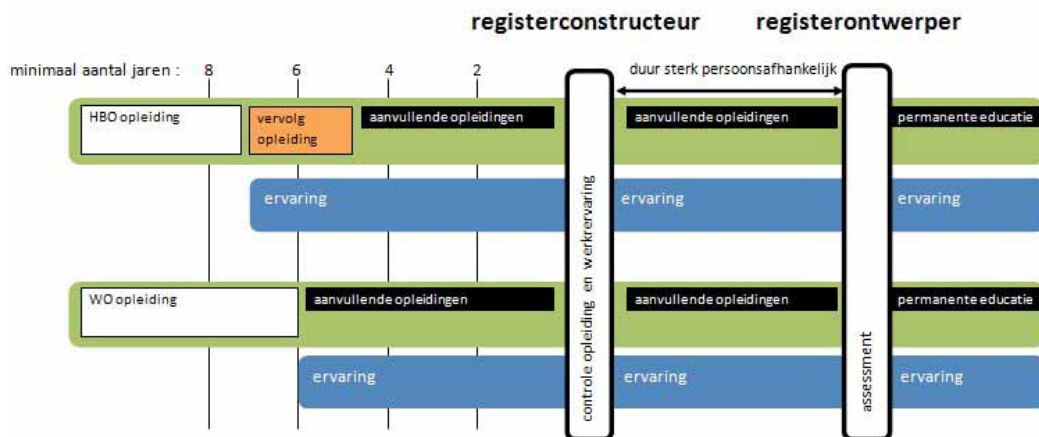 registerconstructeur
registerontwerper
minimaal aantal jaren :
8
6
4
2
duur sterk persoonsafhankelijk
HBO opleiding
vervolg
opleiding
aanvullende opleidingen
aanvullende opleidingen
permanente educatie
ervaring
ervaring
ervaring
WO opleiding
aanvullende opleidingen
aanvullende opleidingen
permanente educatie
ervaring
ervaring
ervaring
controle opleiding en werkrervaring
assessment